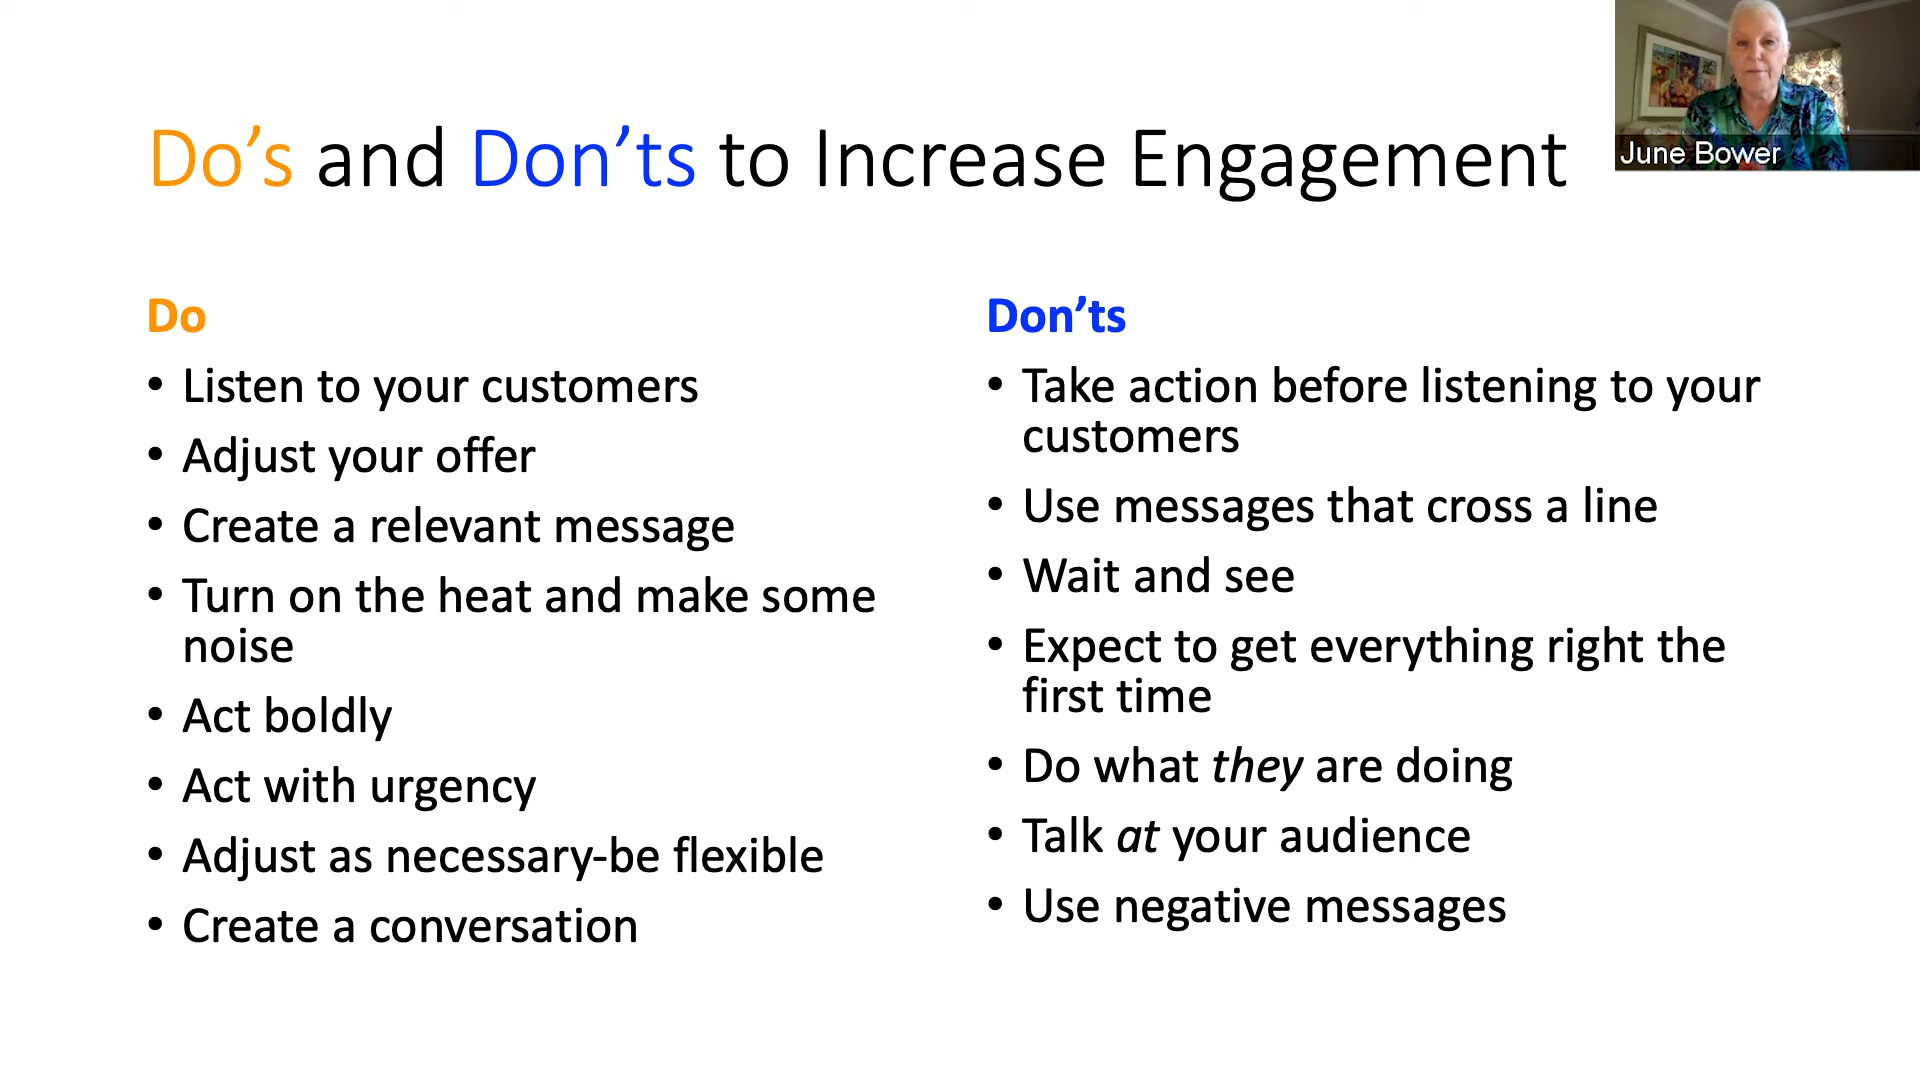 Do’s and Don’ts to Increase Engagement
June Bower
Do
• Listen to your customers
• Adjust your offer
• Create a relevant message
• Turn on the heat and make some
noise
• Act boldly
• Act with urgency
• Adjust as necessary-be flexible
• Create a conversation
Don’ts
• Take action before listening to your
customers
• Use messages that cross a line
• Wait and see
• Expect to get everything right the
first time
• Do what they are doing
• Talk at your audience
• Use negative messages